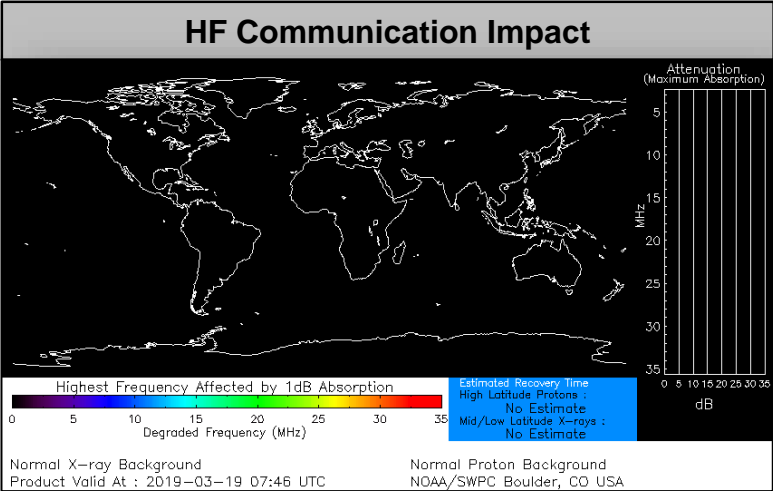 HF Communication Impact
Attenuation
(Maximum Absorption)
5
10
15
20
25
30
35
MHz
0 5 10 15 20 25 30 35
dB
Highest Frequency Affected by 1dB Absorption
0 5 10 15 20 25 30 35
Degraded Frequency (MHz)
Estimated Recovery Time
High Latitude Protons :
No Estimate
Mid/Low Latitude X-rays :
No Estimate
Normal X-ray Background
Normal Proton Background
Product Valid At : 2019-03-19 07:46 UTC
NOAA/SWPC Boulder, CO USA